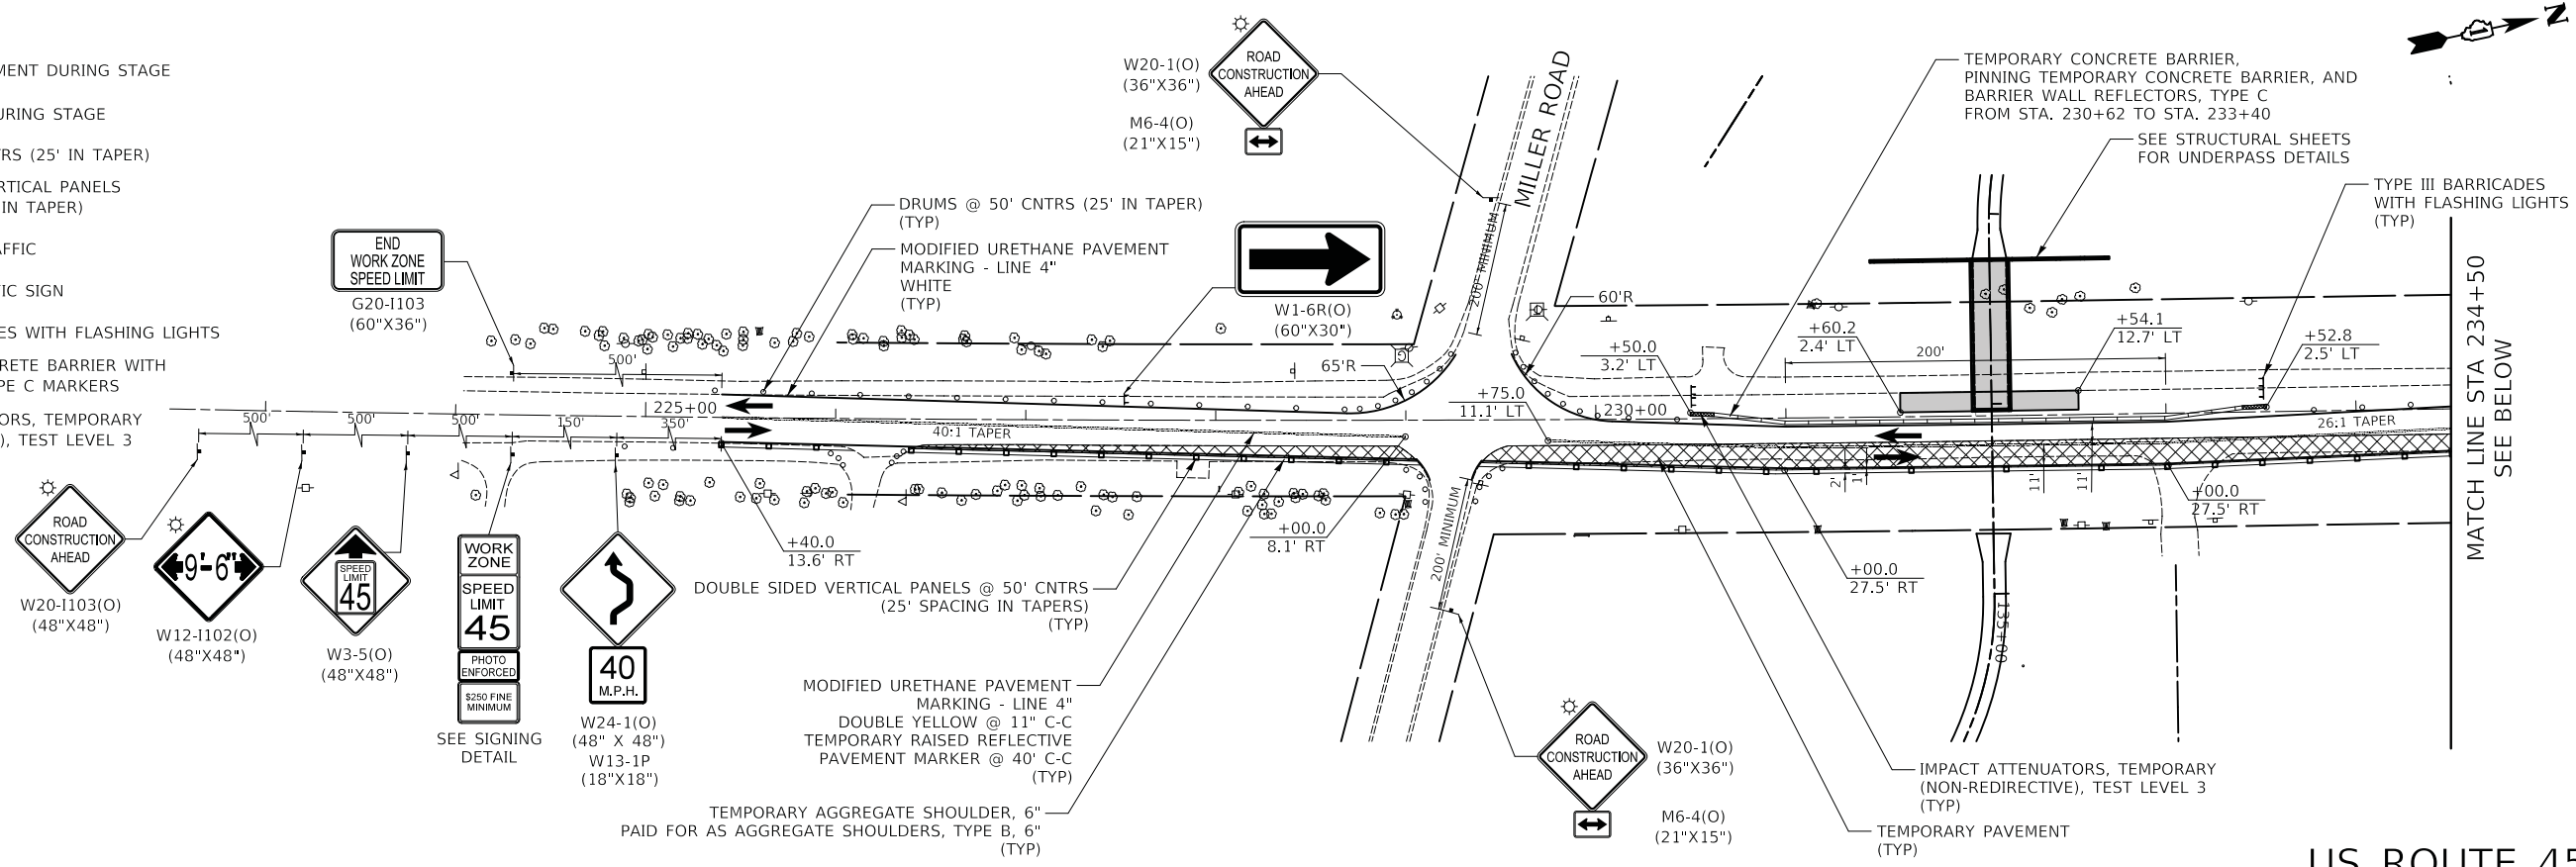 MENT DURING STAGE
URING STAGE
RS (25' IN TAPER)
RTICAL PANELS
IN TAPER)
AFFIC
IC SIGN
ES WITH FLASHING LIGHTS
RETE BARRIER WITH
PE C MARKERS
ORS, TEMPORARY
), TEST LEVEL 3
END
WORK ZONE
SPEED LIMIT
G20-I103
(60"X36")
W20-1(O)
(36"X36")
M6-4(O)
(21"X15")
ROAD
CONSTRUCTION
AHEAD
DRUMS @ 50' CNTRS (25' IN TAPER)
(TYP)
MODIFIED URETHANE PAVEMENT
MARKING - LINE 4"
WHITE
(TYP)
W1-6R(O)
(60"X30")
MILLER ROAD
200' MINIMUM
TEMPORARY CONCRETE BARRIER,
PINNING TEMPORARY CONCRETE BARRIER, AND
BARRIER WALL REFLECTORS, TYPE C
FROM STA. 230+62 TO STA. 233+40
SEE STRUCTURAL SHEETS
FOR UNDERPASS DETAILS
TYPE III BARRICADES
WITH FLASHING LIGHTS
(TYP)
N
60'R
65'R
+50.0
3.2' LT
+60.2
2.4' LT
200'
+54.1
12.7' LT
+52.8
2.5' LT
+75.0
11.1' LT
500'
500'
500'
500'
150'
350'
225+00
230+00
40:1 TAPER
26:1 TAPER
2'
1'
11'
11'
MATCH LINE STA 234+50
SEE BELOW
+40.0
13.6' RT
+00.0
8.1' RT
+00.0
27.5' RT
+00.0
27.5' RT
200' MINIMUM
135+00
ROAD
CONSTRUCTION
AHEAD
W20-I103(O)
(48"X48")
9'-6"
W12-I102(O)
(48"X48")
SPEED
LIMIT
45
W3-5(O)
(48"X48")
WORK
ZONE
SPEED
LIMIT
45
PHOTO
ENFORCED
$250 FINE
MINIMUM
SEE SIGNING
DETAIL
40
M.P.H.
W24-1(O)
(48" X 48")
W13-1P
(18"X18")
DOUBLE SIDED VERTICAL PANELS @ 50' CNTRS
(25' SPACING IN TAPERS)
(TYP)
MODIFIED URETHANE PAVEMENT
MARKING - LINE 4"
DOUBLE YELLOW @ 11" C-C
TEMPORARY RAISED REFLECTIVE
PAVEMENT MARKER @ 40' C-C
(TYP)
TEMPORARY AGGREGATE SHOULDER, 6"
PAID FOR AS AGGREGATE SHOULDERS, TYPE B, 6"
(TYP)
ROAD
CONSTRUCTION
AHEAD
W20-1(O)
(36"X36")
M6-4(O)
(21"X15")
IMPACT ATTENUATORS, TEMPORARY
(NON-REDIRECTIVE), TEST LEVEL 3
(TYP)
TEMPORARY PAVEMENT
(TYP)
US ROUTE 45